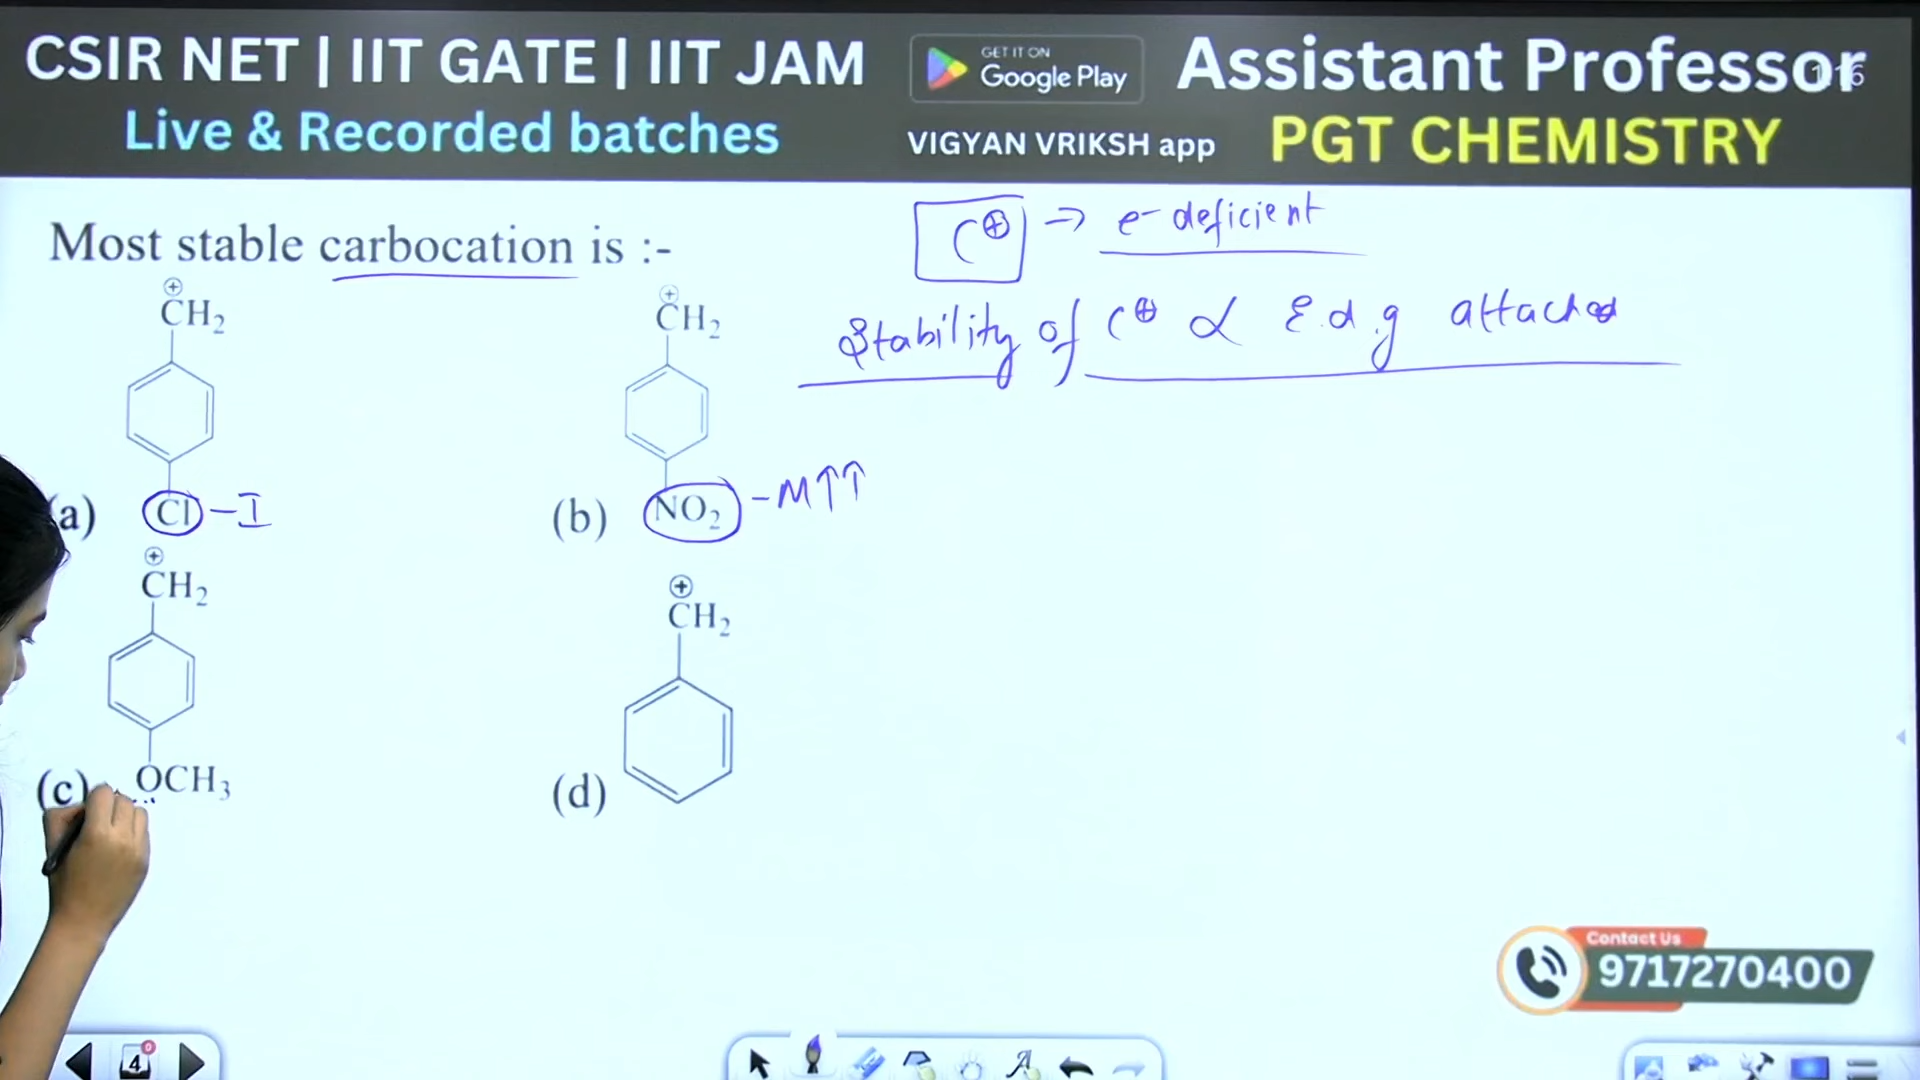 CSIR NET | IIT GATE | IIT JAM
Live & Recorded batches
GET IT ON
Google Play
VIGYAN VRIKSH app
Assistant Professor
PGT CHEMISTRY
Most stable carbocation is :-
C⊕ ⇒ e- deficient
Stability of C⊕ ∝ E.d.g attached
⊕
CH₂
(a) Cl -I
⊕
CH₂
(b) NO₂ -M↑↑
⊕
CH₂
(c) OCH₃
⊕
CH₂
(d)
Contact Us
9717270400
4
0